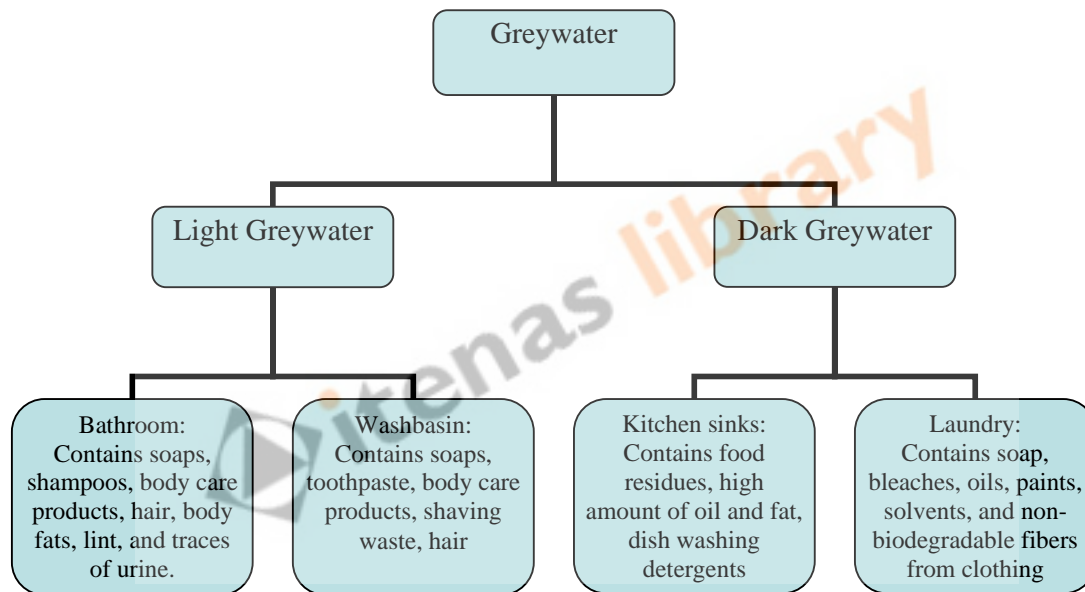 Greywater
Light Greywater
Dark Greywater
Bathroom:
Contains soaps,
shampoos, body care
products, hair, body
fats, lint, and traces
of urine.
Washbasin:
Contains soaps,
toothpaste, body care
products, shaving
waste, hair
Kitchen sinks:
Contains food
residues, high
amount of oil and fat,
dish washing
detergents
Laundry:
Contains soap,
bleaches, oils, paints,
solvents, and non-
biodegradable fibers
from clothing
itenas library